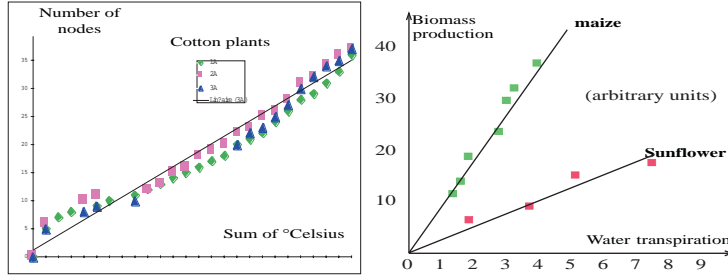 Number of
nodes
Cotton plants
1A
2A
3A
35
30
25
20
15
10
5
0
Sum of °Celsius
Biomass
production
maize
40
30
20
10
(arbitrary units)
Sunflower
Water transpiration
0 1 2 3 4 5 6 7 8 9